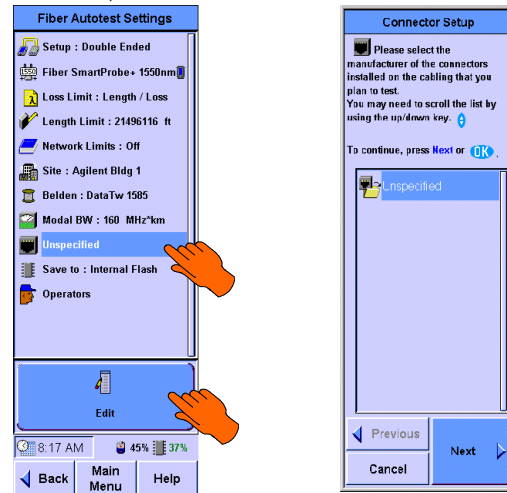 Fiber Autotest Settings
Setup : Double Ended
1550 Fiber SmartProbe+ 1550nm
λ Loss Limit : Length / Loss
Length Limit : 21496116 ft
Network Limits : Off
Site : Agilent Bldg 1
Belden : DataTw 1585
Modal BW : 160 MHz*km
Unspecified
Save to : Internal Flash
Operators
Edit
8:17 AM 45% 37%
Back
Main
Menu
Help
Connector Setup
Please select the
manufacturer of the connectors
installed on the cabling that you
plan to test.
You may need to scroll the list by
using the up/down key.
To continue, press Next or OK .
Unspecified
Previous
Next
Cancel